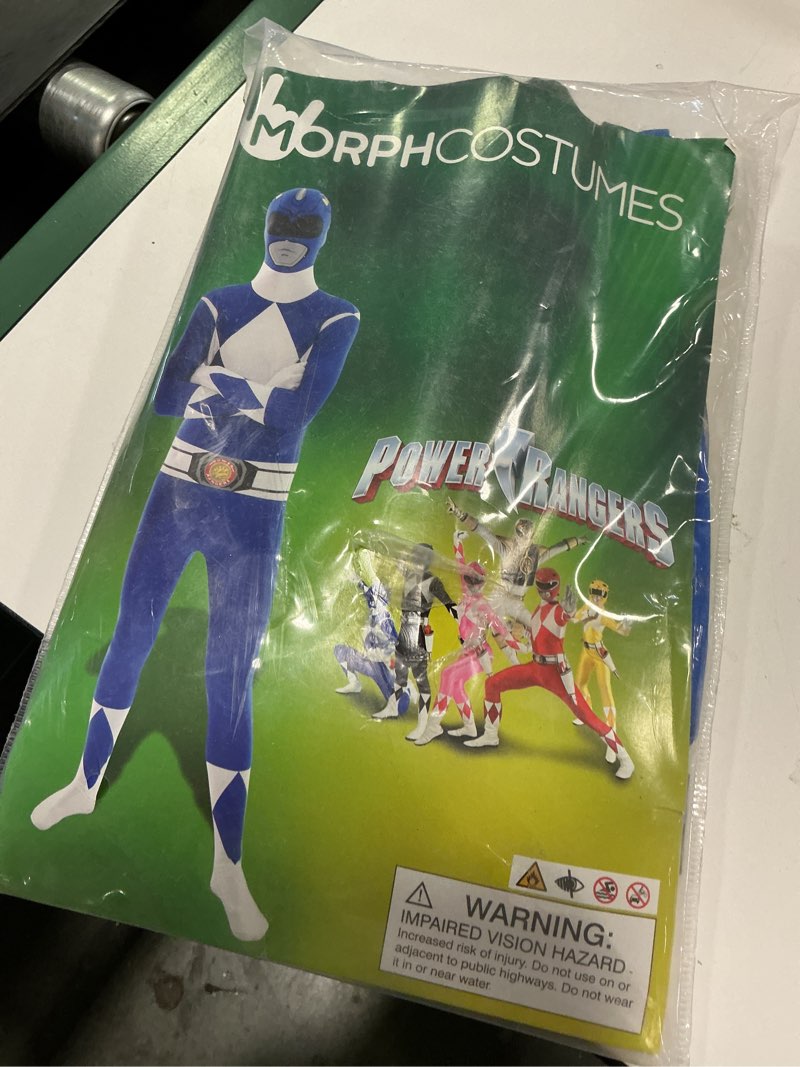 MORPHCOSTUMES
POWER RANGERS
WARNING:
IMPAIRED VISION HAZARD -
Increased risk of injury. Do not use on or
adjacent to public highways. Do not wear
it in or near water.